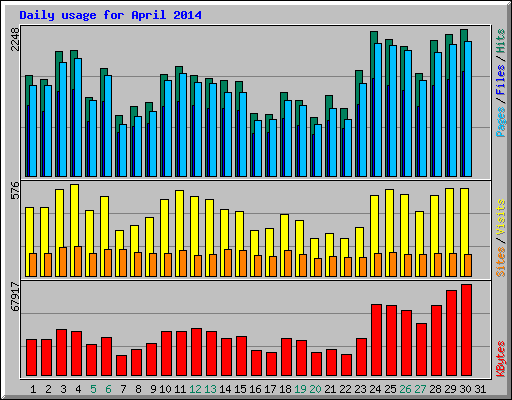 Daily usage for April 2014
2248
Pages / Files / Hits
576
Sites / Visits
67917
KBytes
1 2 3 4 5 6 7 8 9 10 11 12 13 14 15 16 17 18 19 20 21 22 23 24 25 26 27 28 29 30 31